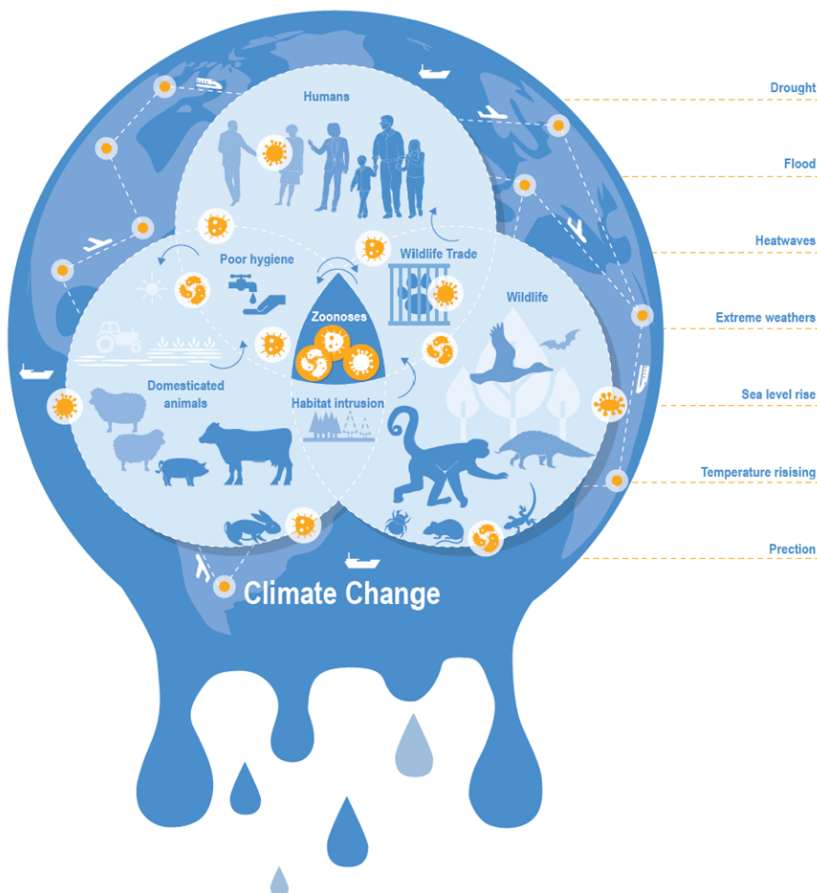 Drought
Humans
Flood
Poor hygiene
Wildlife Trade
Heatwaves
Wildlife
Zoonoses
Extreme weathers
Domesticated
animals
Habitat intrusion
Sea level rise
Temperature risising
Prection
Climate Change